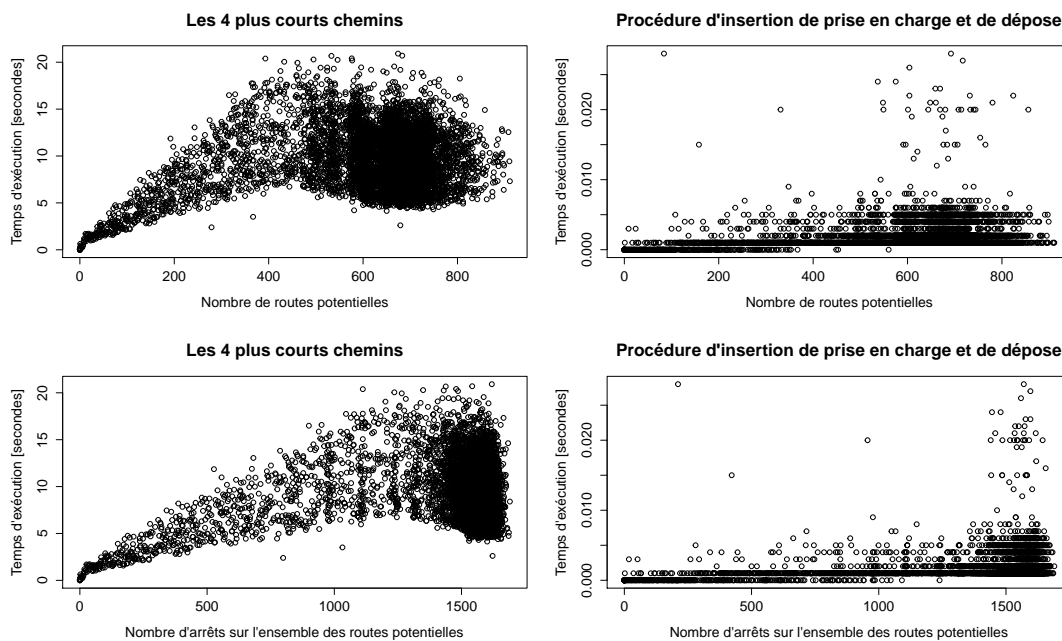 Les 4 plus courts chemins
Temps d'exécution [secondes]
0 5 10 15 20
0 200 400 600 800
Nombre de routes potentielles
Procédure d'insertion de prise en charge et de dépose
Temps d'exécution [secondes]
0.000 0.010 0.020
0 200 400 600 800
Nombre de routes potentielles
Les 4 plus courts chemins
Temps d'exécution [secondes]
0 5 10 15 20
0 500 1000 1500
Nombre d'arrêts sur l'ensemble des routes potentielles
Procédure d'insertion de prise en charge et de dépose
Temps d'exécution [secondes]
0.000 0.010 0.020
0 500 1000 1500
Nombre d'arrêts sur l'ensemble des routes potentielles